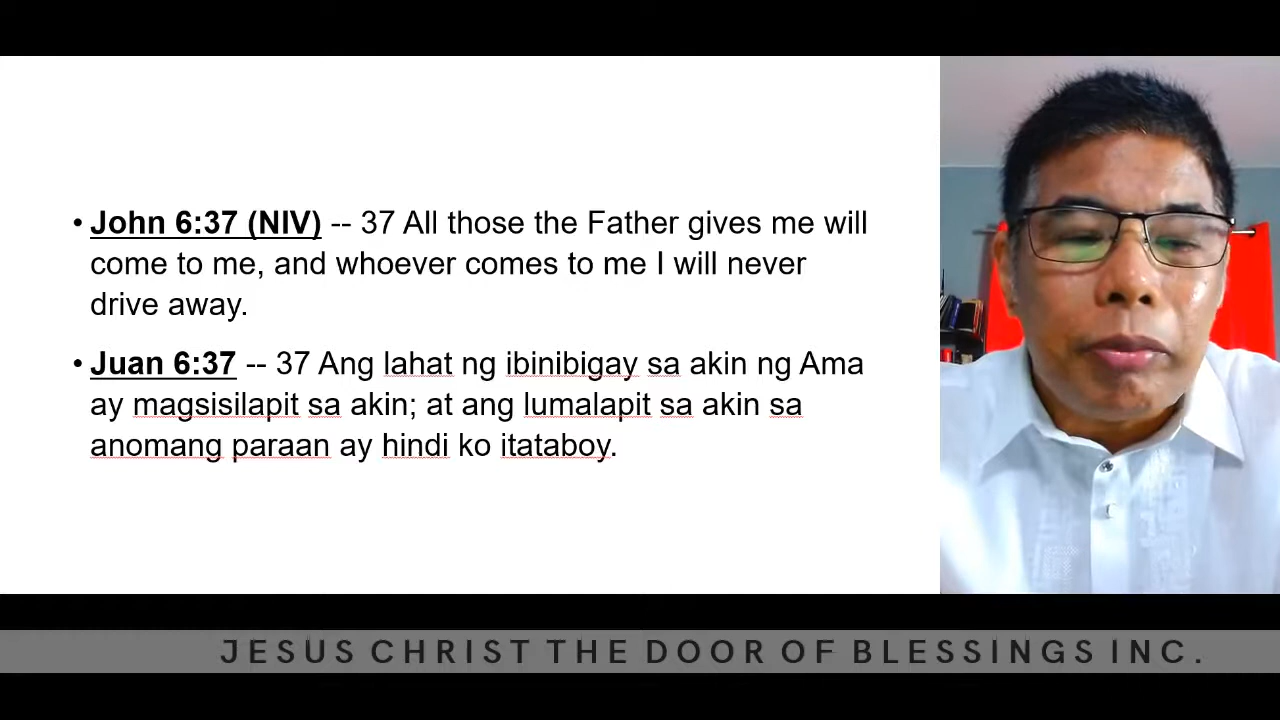 • John 6:37 (NIV) -- 37 All those the Father gives me will
come to me, and whoever comes to me I will never
drive away.
• Juan 6:37 -- 37 Ang lahat ng ibinibigay sa akin ng Ama
ay magsisilapit sa akin; at ang lumalapit sa akin sa
anomang paraan ay hindi ko itataboy.
JESUS CHRIST THE DOOR OF BLESSINGS INC.